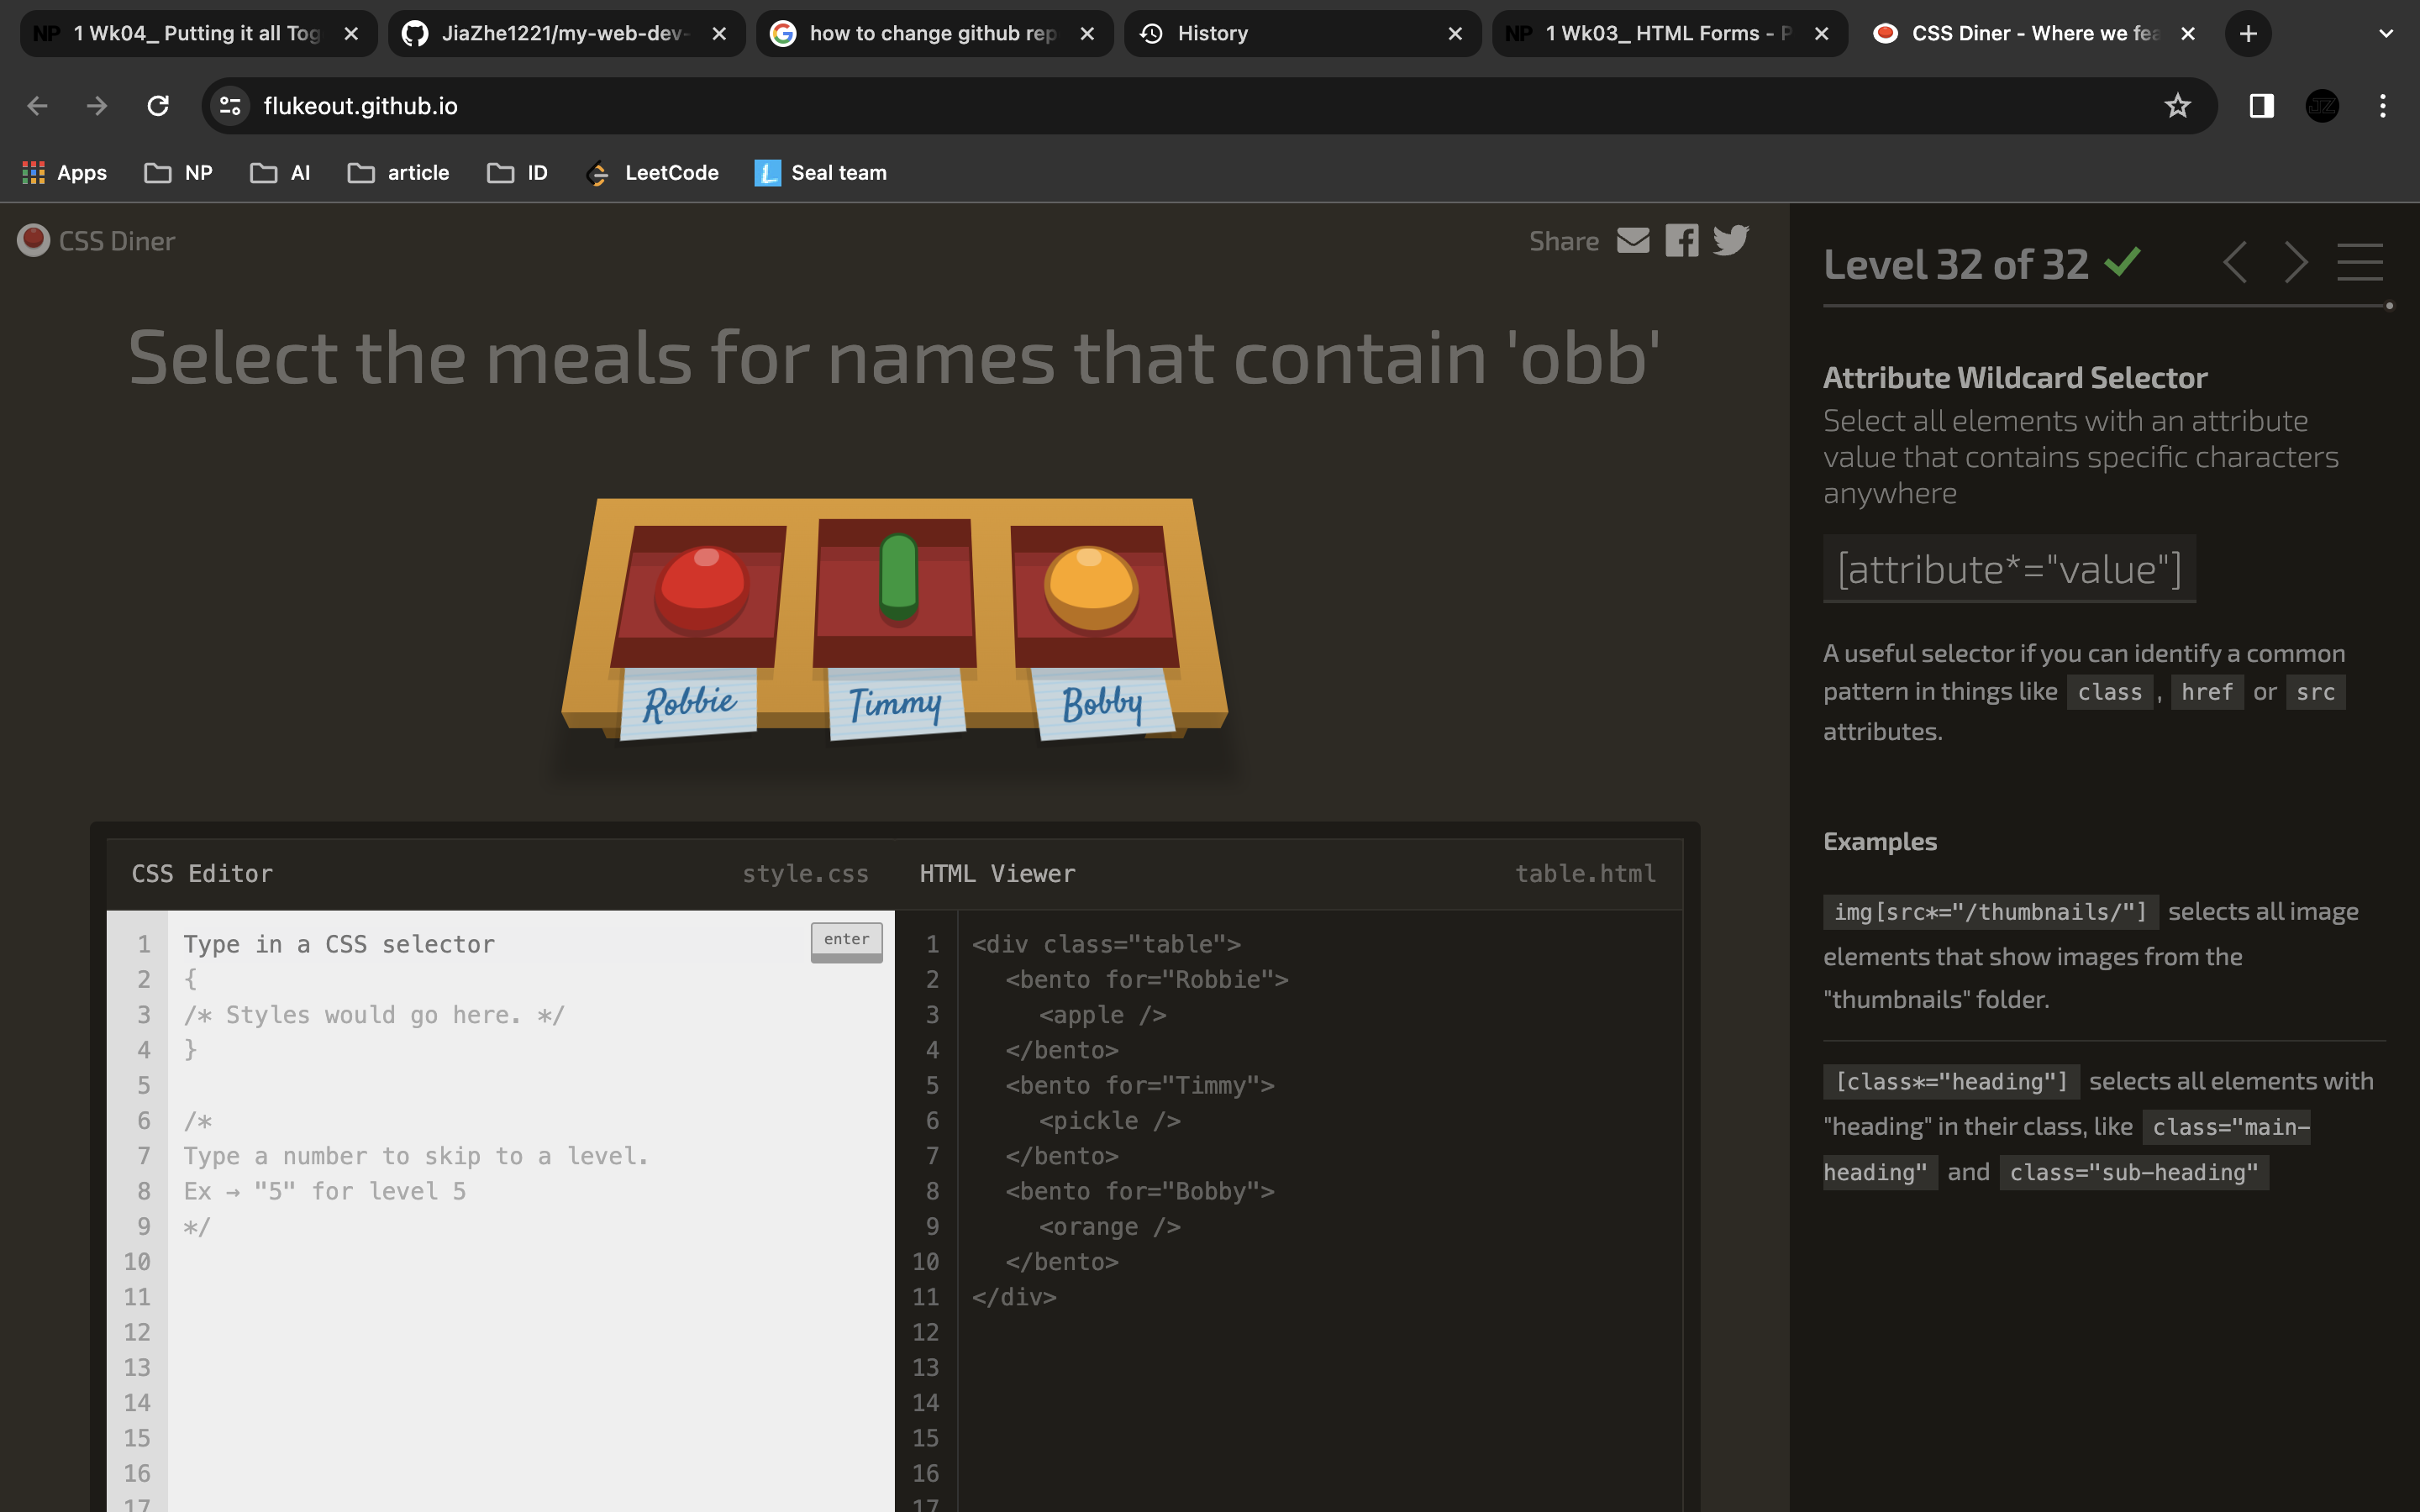 1 Wk04_ Putting it all Tog
JiaZhe1221/my-web-dev-
how to change github rep
History
1 Wk03_ HTML Forms - P
CSS Diner - Where we fea
flukeout.github.io
Apps
NP
AI
article
ID
LeetCode
Seal team
CSS Diner
Share
Level 32 of 32
Select the meals for names that contain 'obb'
Robbie
Timmy
Bobby
Attribute Wildcard Selector
Select all elements with an attribute
value that contains specific characters
anywhere
[attribute*="value"]
A useful selector if you can identify a common
pattern in things like class , href or src
attributes.
Examples
img[src*="/thumbnails/"] selects all image
elements that show images from the
"thumbnails" folder.
[class*="heading"] selects all elements with
"heading" in their class, like class="main-
heading" and class="sub-heading"
CSS Editor
style.css
1 Type in a CSS selector
enter
2 {
3 /* Styles would go here. */
4 }
5
6 /*
7 Type a number to skip to a level.
8 Ex → "5" for level 5
9 */
10
11
12
13
14
15
16
17
HTML Viewer
table.html
1 <div class="table">
2 <bento for="Robbie">
3 <apple />
4 </bento>
5 <bento for="Timmy">
6 <pickle />
7 </bento>
8 <bento for="Bobby">
9 <orange />
10 </bento>
11 </div>
12
13
14
15
16
17